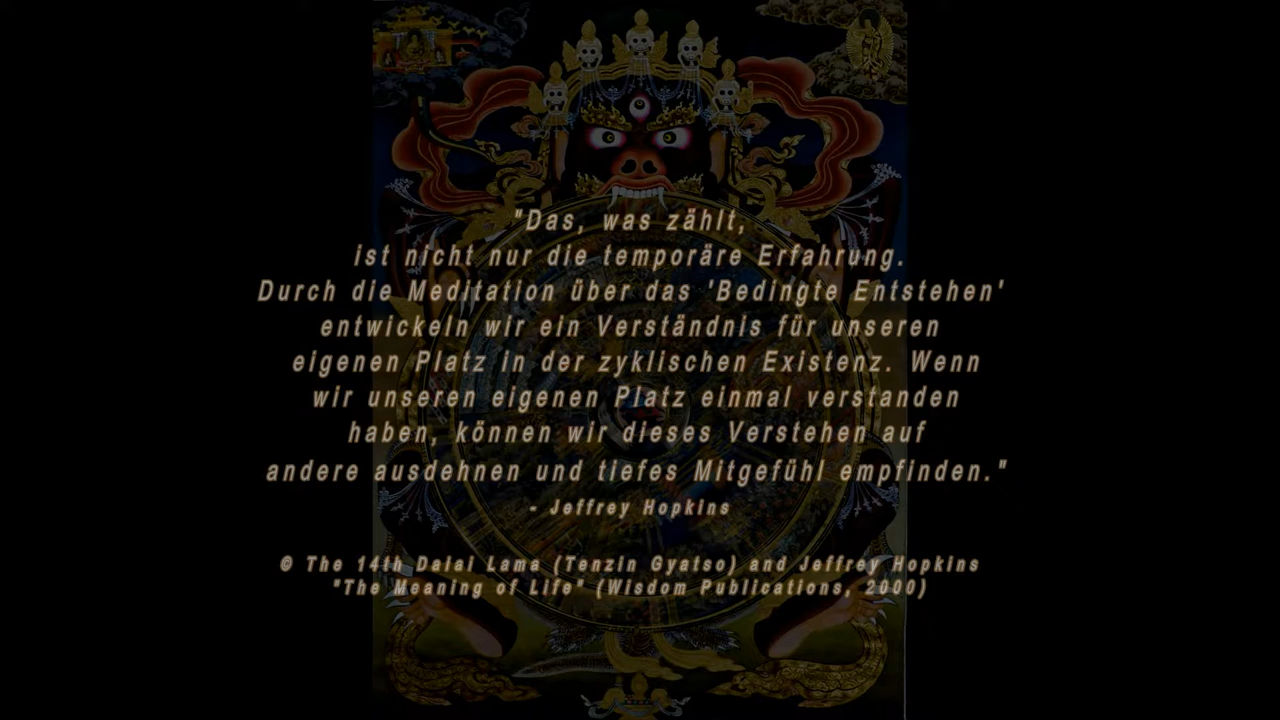 "Das, was zählt,
ist nicht nur die temporäre Erfahrung.
Durch die Meditation über das 'Bedingte Entstehen'
entwickeln wir ein Verständnis für unseren
eigenen Platz in der zyklischen Existenz. Wenn
wir unseren eigenen Platz einmal verstanden
haben, können wir dieses Verstehen auf
andere ausdehnen und tiefes Mitgefühl empfinden."
- Jeffrey Hopkins
© The 14th Dalai Lama (Tenzin Gyatso) and Jeffrey Hopkins
"The Meaning of Life" (Wisdom Publications, 2000)